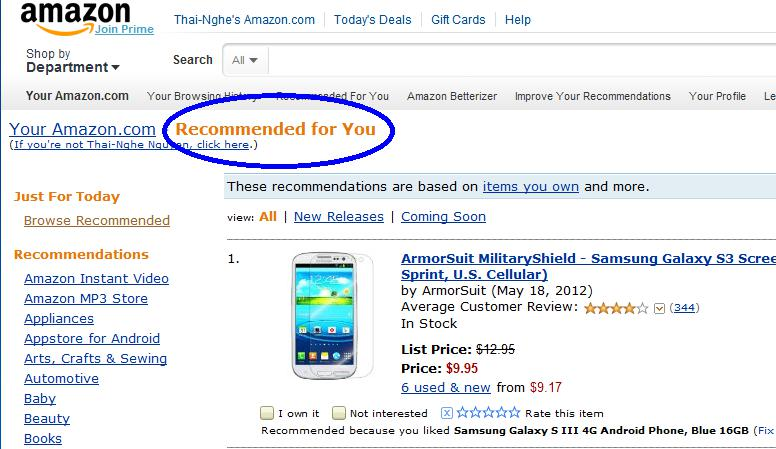 amazon
Join Prime
Thai-Nghe's Amazon.com | Today's Deals | Gift Cards | Help
Shop by
Department
Search All
Your Amazon.com Your Browsing History Recommended For You Amazon Betterizer Improve Your Recommendations Your Profile Le
Your Amazon.com Recommended for You
(If you're not Thai-Nghe Nguyen, click here.)
Just For Today
Browse Recommended
Recommendations
Amazon Instant Video
Amazon MP3 Store
Appliances
Appstore for Android
Arts, Crafts & Sewing
Automotive
Baby
Beauty
Books
These recommendations are based on items you own and more.
view: All | New Releases | Coming Soon
1.
ArmorSuit MilitaryShield - Samsung Galaxy S3 Scree
Sprint, U.S. Cellular)
by ArmorSuit (May 18, 2012)
Average Customer Review: (344)
In Stock
List Price: $12.95
Price: $9.95
6 used & new from $9.17
I own it Not interested x Rate this item
Recommended because you liked Samsung Galaxy S III 4G Android Phone, Blue 16GB (Fix